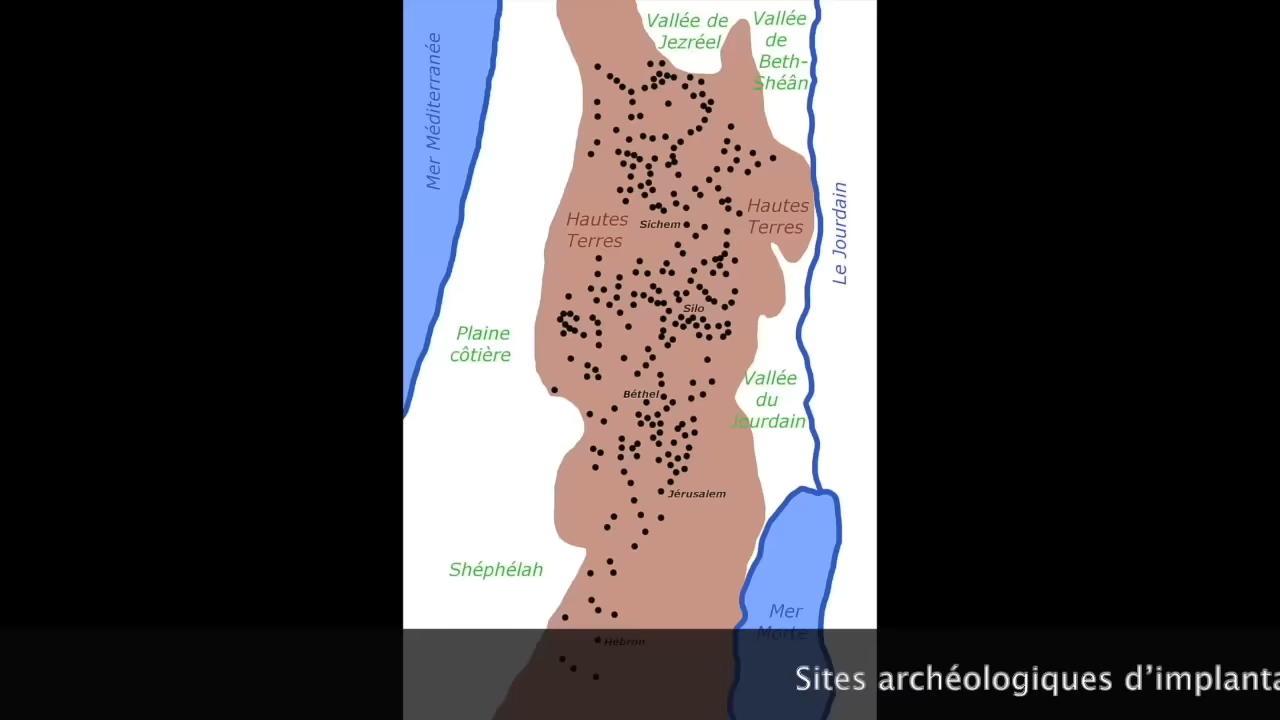 Vallée de
Jezréel
Vallée
de
Beth-
Shéân
Mer Méditerranée
Hautes
Terres
Sichem
Hautes
Terres
Le Jourdain
Silo
Plaine
côtière
Vallée
du
Jourdain
Béthel
Jérusalem
Shéphélah
Mer
Morte
Hébron
Sites archéologiques d’implanta